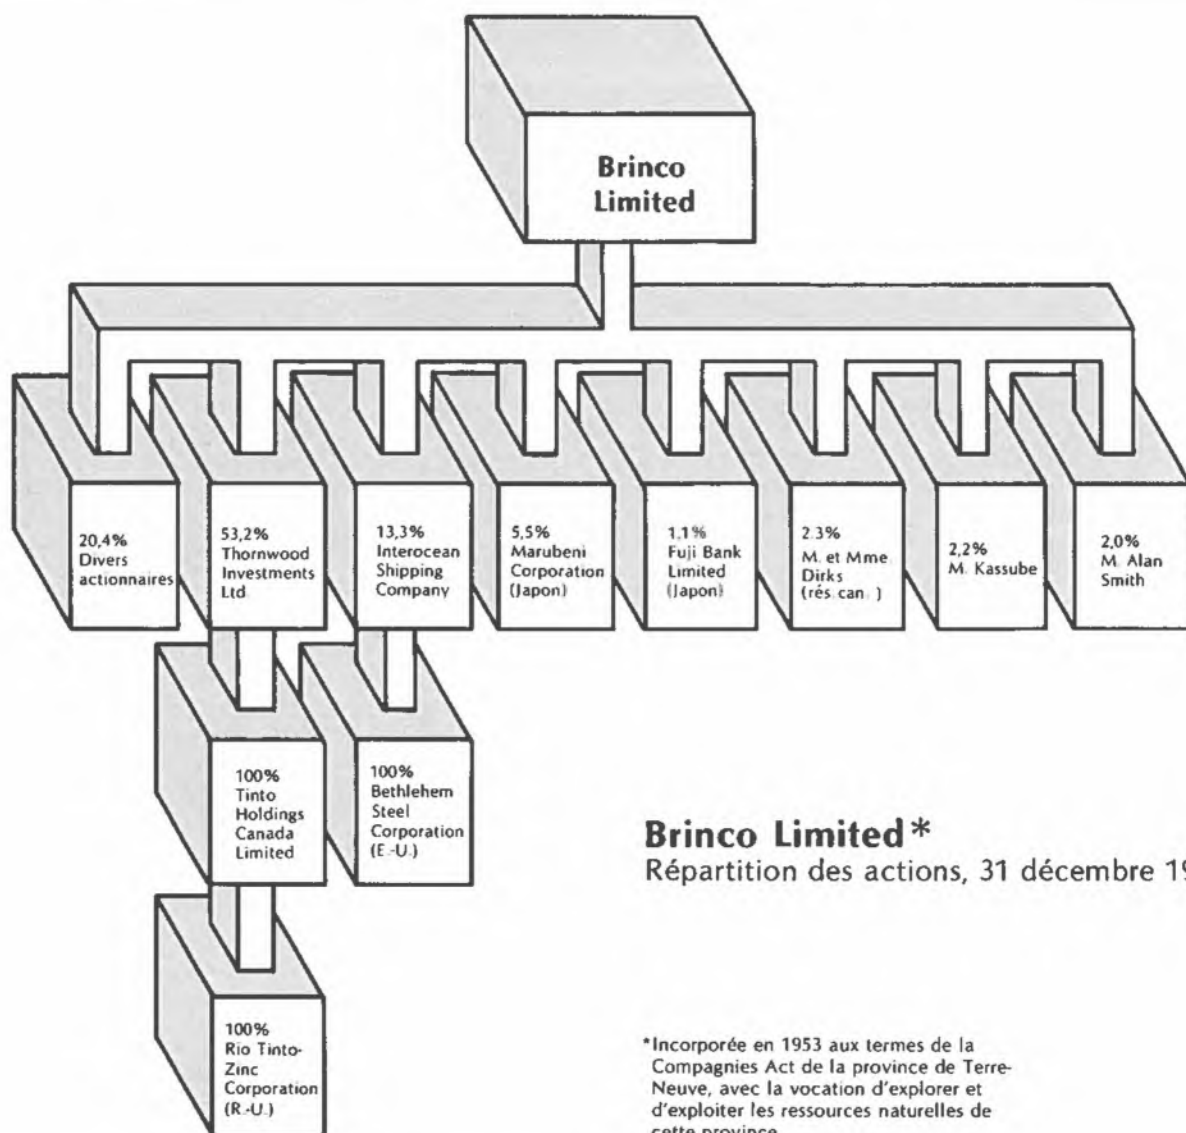 Brinco
Limited
20,4%
Divers
actionnaires
53,2%
Thornwood
Investments
Ltd.
13,3%
Interocean
Shipping
Company
5,5%
Marubeni
Corporation
(Japon)
1,1%
Fuji Bank
Limited
(Japon)
2.3%
M. et Mme.
Dirks
(rés. can.)
2,2%
M. Kassube
2,0%
M. Alan
Smith
100%
Tinto
Holdings
Canada
Limited
100%
Bethlehem
Steel
Corporation
(E.-U.)
100%
Rio Tinto-
Zinc
Corporation
(R.-U.)
Brinco Limited*
Répartition des actions, 31 décembre
*Incorporée en 1953 aux termes de la
Compagnies Act de la province de Terre-
Neuve, avec la vocation d'explorer et
d'exploiter les ressources naturelles de
cette province